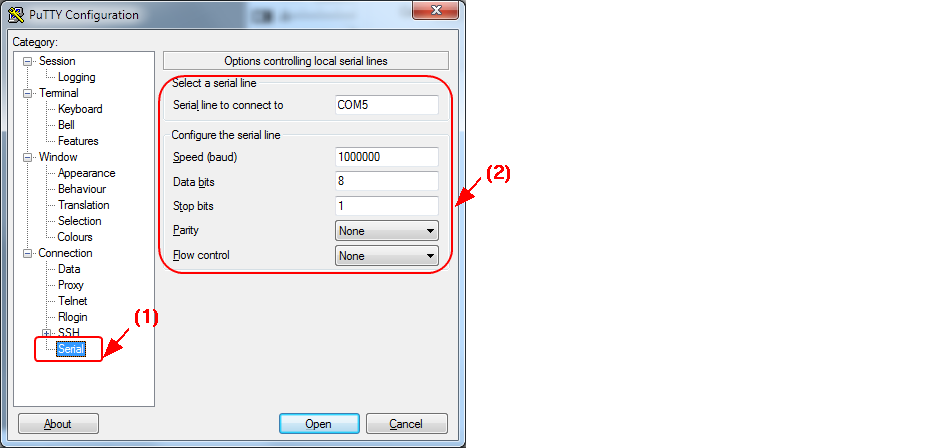 PuTTY Configuration
Category:
Session
Logging
Terminal
Keyboard
Bell
Features
Window
Appearance
Behaviour
Translation
Selection
Colours
Connection
Data
Proxy
Telnet
Rlogin
SSH
Serial
(1)
Options controlling local serial lines
Select a serial line
Serial line to connect to COM5
Configure the serial line
Speed (baud) 1000000
Data bits 8
Stop bits 1
Parity None
Flow control None
(2)
About Open Cancel